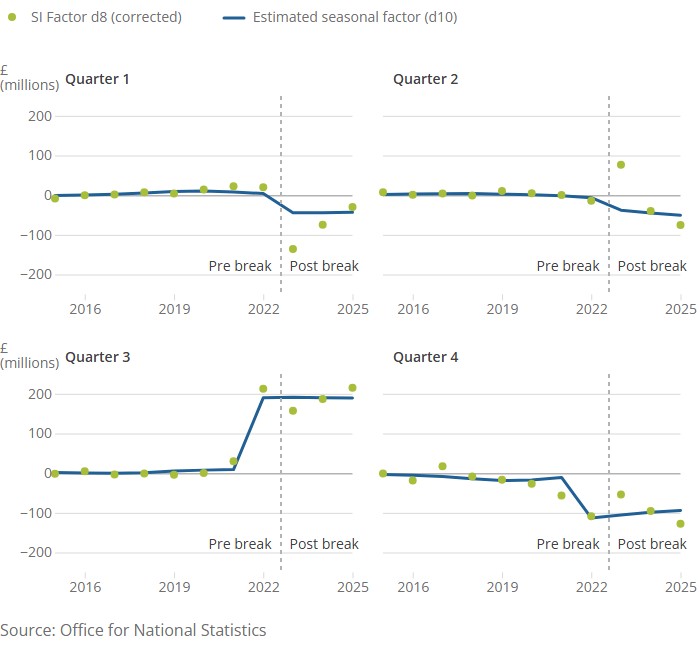 SI Factor d8 (corrected) Estimated seasonal factor (d10)
£
(millions) Quarter 1 Quarter 2
200
100
0
−100
−200
Pre break Post break Pre break Post break
2016 2019 2022 2025 2016 2019 2022 2025
£
(millions) Quarter 3 Quarter 4
200
100
0
−100
−200
Pre break Post break Pre break Post break
2016 2019 2022 2025 2016 2019 2022 2025
Source: Office for National Statistics